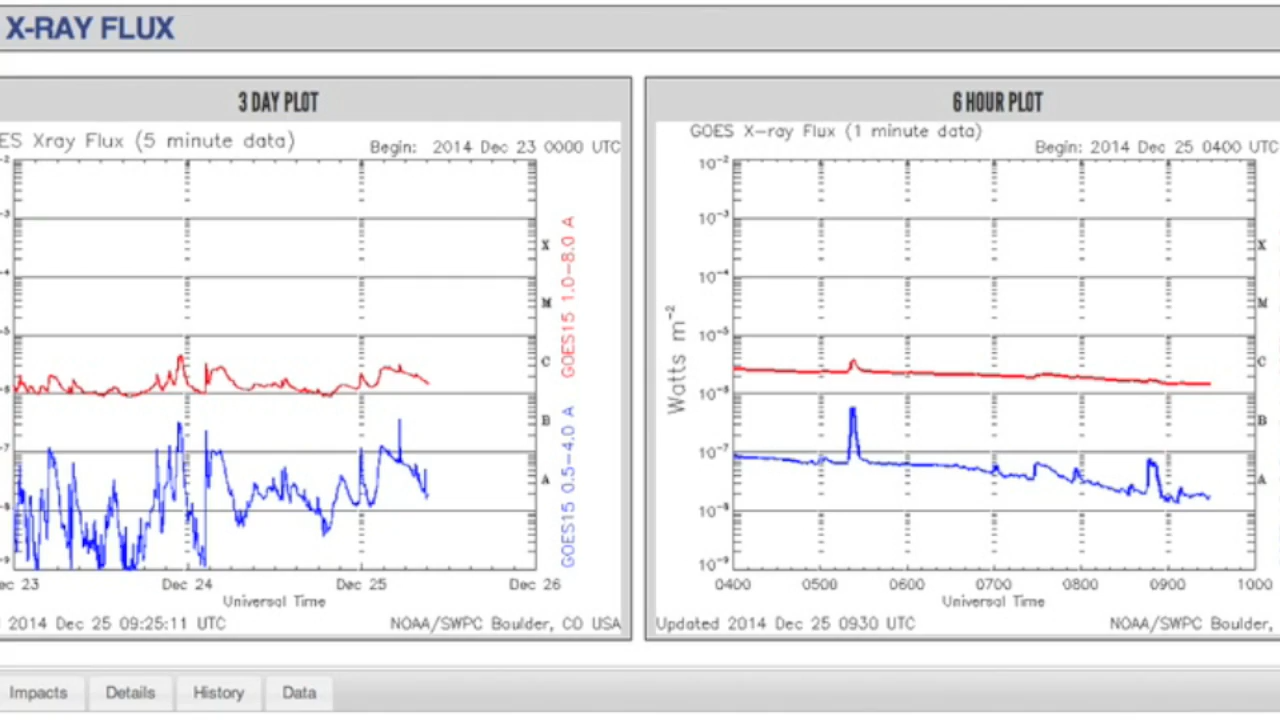 X-RAY FLUX
3 DAY PLOT
ES Xray Flux (5 minute data)
Begin: 2014 Dec 23 0000 UTC
X
M
C
B
A
GOES15 1.0-8.0 A
GOES15 0.5-4.0 A
ec 23 Dec 24 Dec 25 Dec 26
Universal Time
2014 Dec 25 09:25:11 UTC
NOAA/SWPC Boulder, CO USA
6 HOUR PLOT
GOES X-ray Flux (1 minute data)
Begin: 2014 Dec 25 0400 UTC
10⁻²
10⁻³
10⁻⁴
10⁻⁵
10⁻⁶
10⁻⁷
10⁻⁸
10⁻⁹
Watts m⁻²
X
M
C
B
A
0400 0500 0600 0700 0800 0900 1000
Universal Time
Updated 2014 Dec 25 0930 UTC
NOAA/SWPC Boulder,
Impacts Details History Data